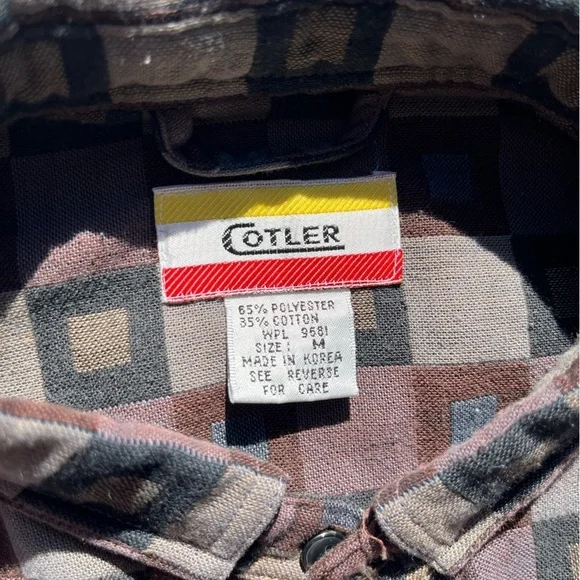 COTLER
65% POLYESTER
35% COTTON
WPL 9681
SIZE: M
MADE IN KOREA
SEE REVERSE
FOR CARE